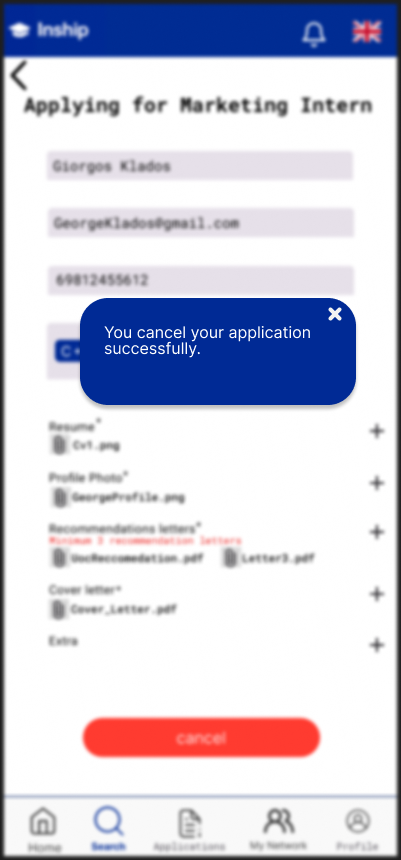 Inship
Applying for Marketing Intern
Giorgos Klados
GeorgeKlados@gmail.com
69812455612
You cancel your application
successfully.
C +
Resume*
Cv1.png
Profile Photo*
GeorgeProfile.png
Recommendations letters*
Minimum 3 recommendation letters
UocReccomedation.pdf Letter3.pdf
Cover letter*
Cover_Letter.pdf
Extra
cancel
Home Search Applications My Network Profile